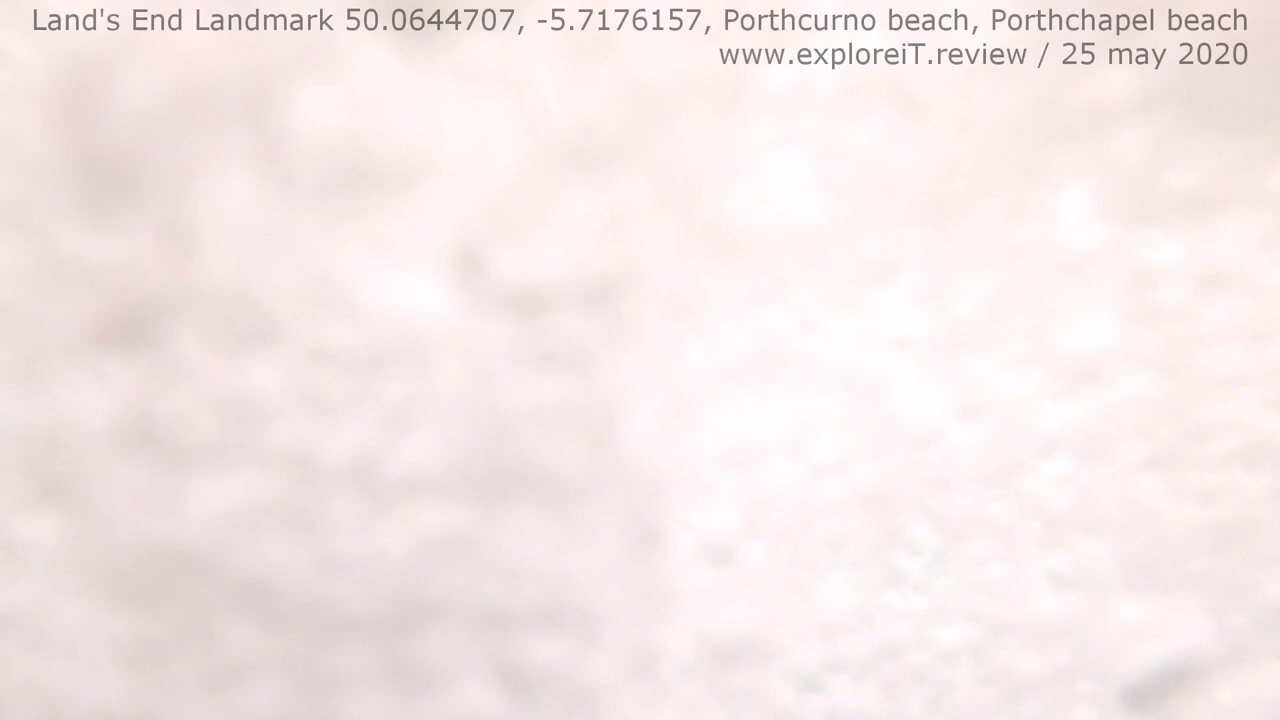 Land's End Landmark 50.0644707, -5.7176157, Porthcurno beach, Porthchapel beach
www.exploreiT.review / 25 may 2020